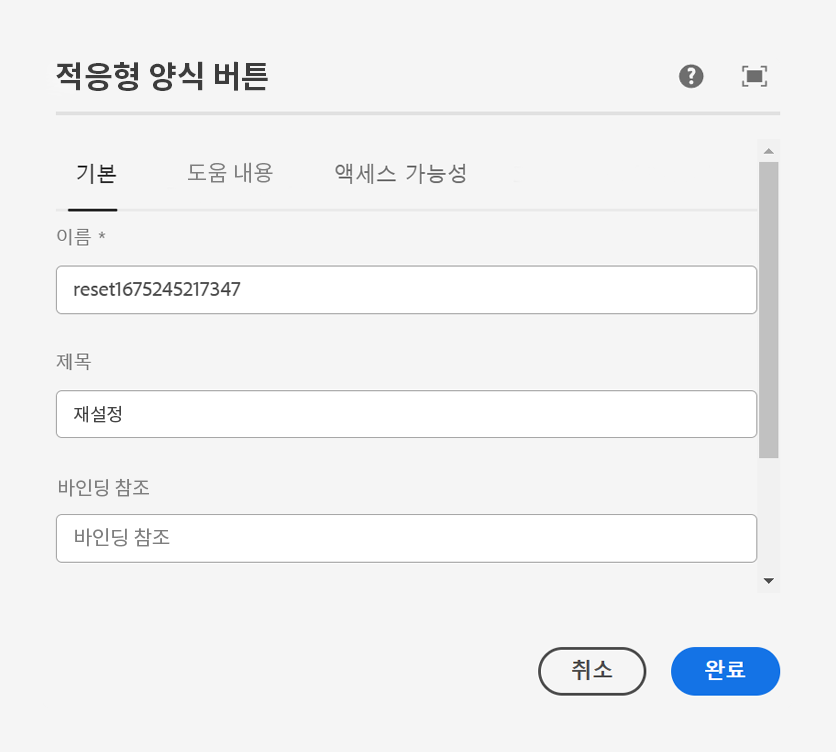 적응형 양식 버튼
기본 도움 내용 액세스 가능성
이름 *
reset1675245217347
제목
재설정
바인딩 참조
바인딩 참조
취소 완료